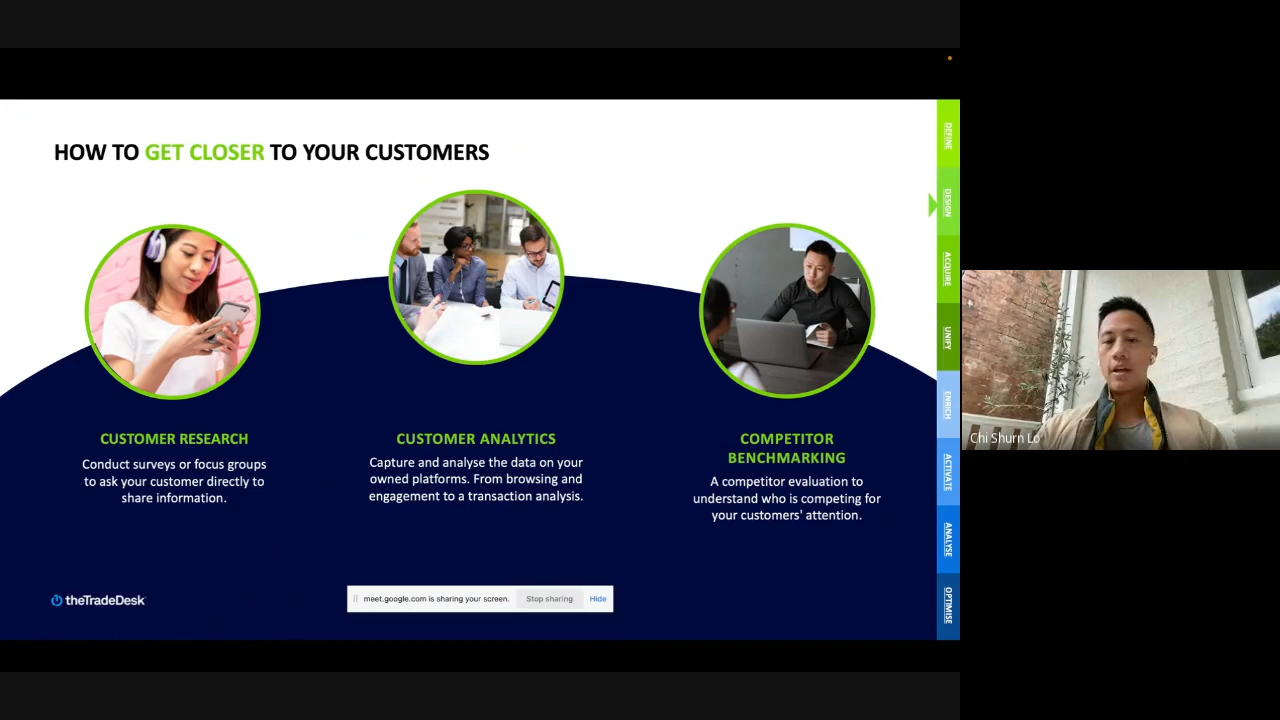 HOW TO GET CLOSER TO YOUR CUSTOMERS
CUSTOMER RESEARCH
Conduct surveys or focus groups
to ask your customer directly to
share information.
CUSTOMER ANALYTICS
Capture and analyse the data on your
owned platforms. From browsing and
engagement to a transaction analysis.
COMPETITOR
BENCHMARKING
A competitor evaluation to
understand who is competing for
your customers' attention.
theTradeDesk
meet.google.com is sharing your screen.
Stop sharing
Hide
DEFINE
DESIGN
ACQUIRE
UNIFY
ENRICH
ACTIVATE
ANALYSE
OPTIMISE
Chi Shurn Lo